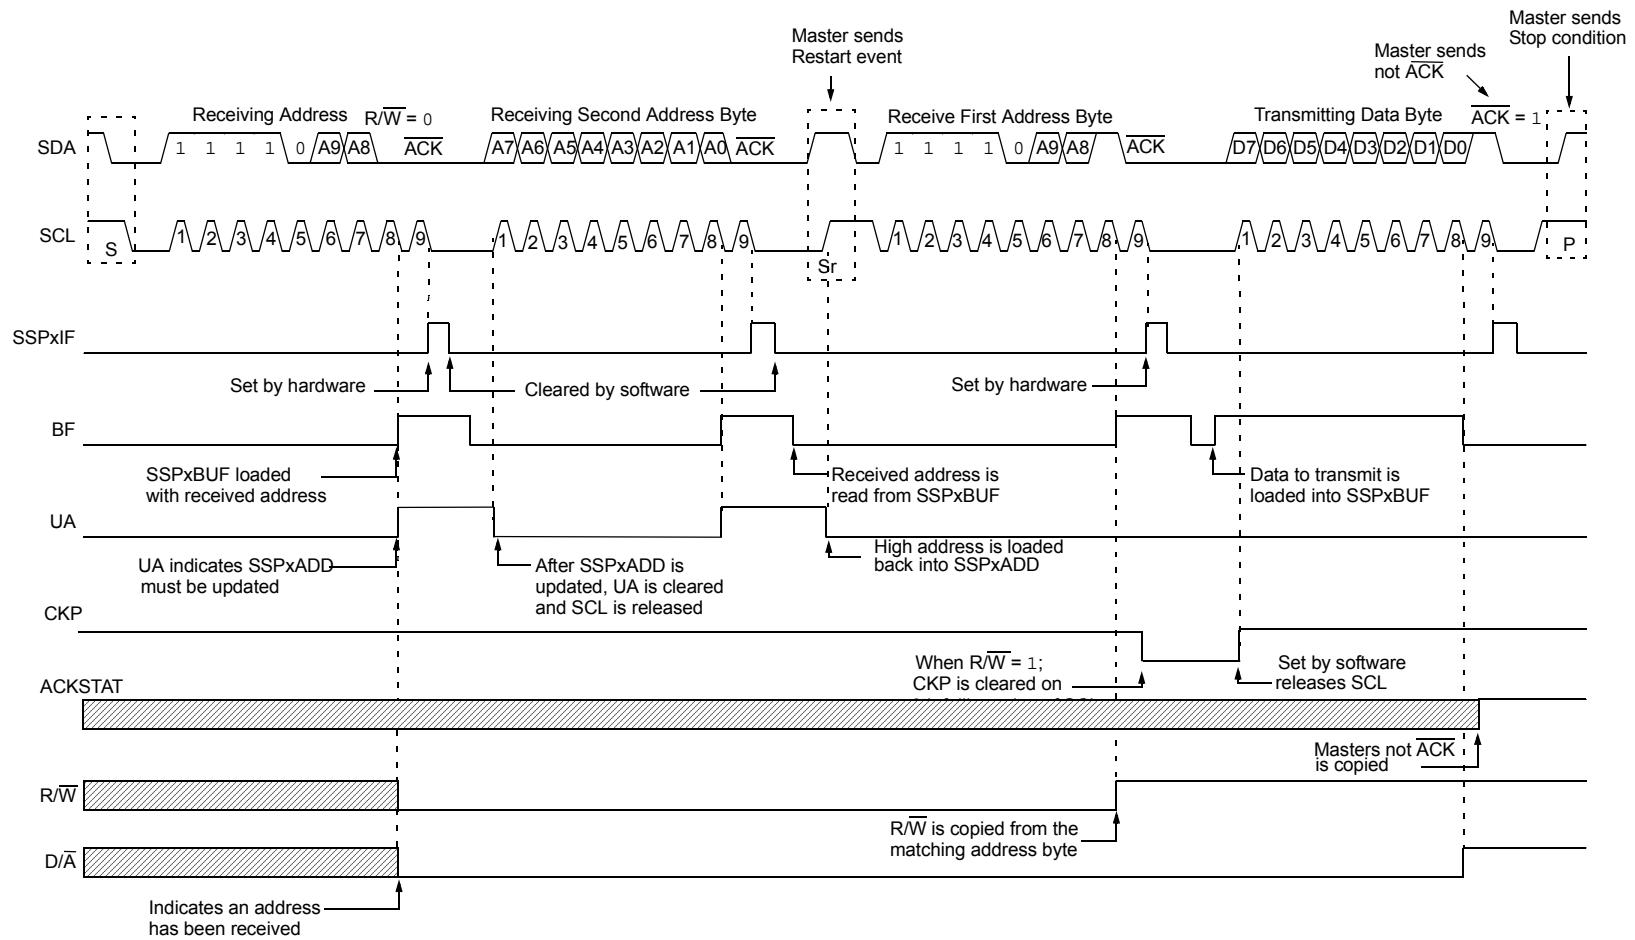 Master sends
Stop condition
Master sends
Restart event
Master sends
not ACK
Receiving Address R/W = 0
Receiving Second Address Byte
Receive First Address Byte
Transmitting Data Byte
ACK = 1
SDA 1 1 1 1 0 A9 A8 ACK A7 A6 A5 A4 A3 A2 A1 A0 ACK 1 1 1 1 0 A9 A8 ACK D7 D6 D5 D4 D3 D2 D1 D0
SCL S 1 2 3 4 5 6 7 8 9 1 2 3 4 5 6 7 8 9 Sr 1 2 3 4 5 6 7 8 9 1 2 3 4 5 6 7 8 9 P
SSPxIF
Set by hardware
Cleared by software
Set by hardware
BF
SSPxBUF loaded
with received address
Received address is
read from SSPxBUF
Data to transmit is
loaded into SSPxBUF
UA
UA indicates SSPxADD
must be updated
After SSPxADD is
updated, UA is cleared
and SCL is released
High address is loaded
back into SSPxADD
CKP
When R/W = 1;
CKP is cleared on
Set by software
releases SCL
ACKSTAT
Masters not ACK
is copied
R/W
R/W is copied from the
matching address byte
D/A
Indicates an address
has been received